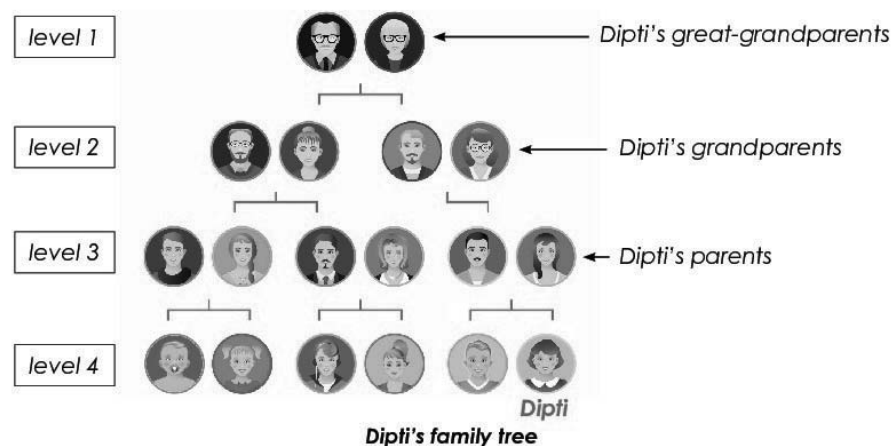 level 1
Dipti's great-grandparents
level 2
Dipti's grandparents
level 3
Dipti's parents
level 4
Dipti
Dipti's family tree